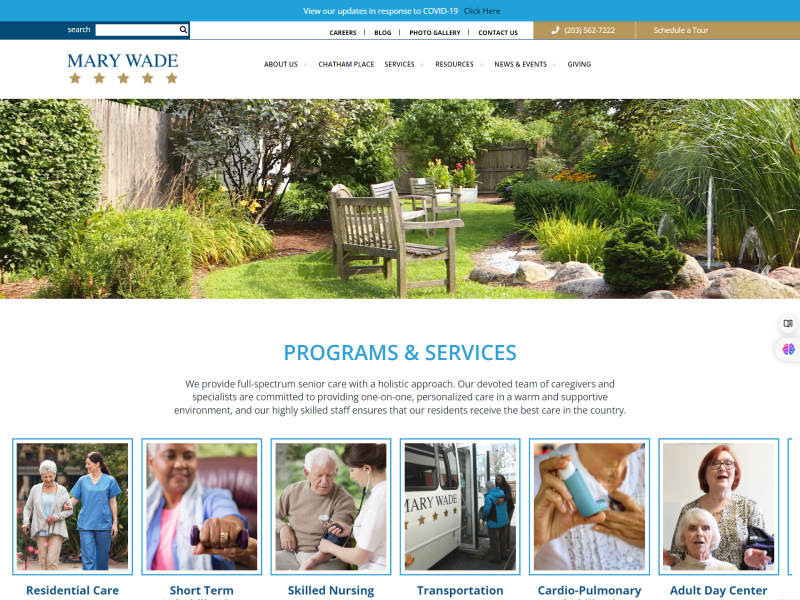 View our updates in response to COVID-19 Click Here
search
CAREERS | BLOG | PHOTO GALLERY | CONTACT US
(203) 562-7222
Schedule a Tour
MARY WADE
ABOUT US
CHATHAM PLACE
SERVICES
RESOURCES
NEWS & EVENTS
GIVING
PROGRAMS & SERVICES
We provide full-spectrum senior care with a holistic approach. Our devoted team of caregivers and
specialists are committed to providing one-on-one, personalized care in a warm and supportive
environment, and our highly skilled staff ensures that our residents receive the best care in the country.
MARY WADE
Residential Care
Short Term
Skilled Nursing
Transportation
Cardio-Pulmonary
Adult Day Center